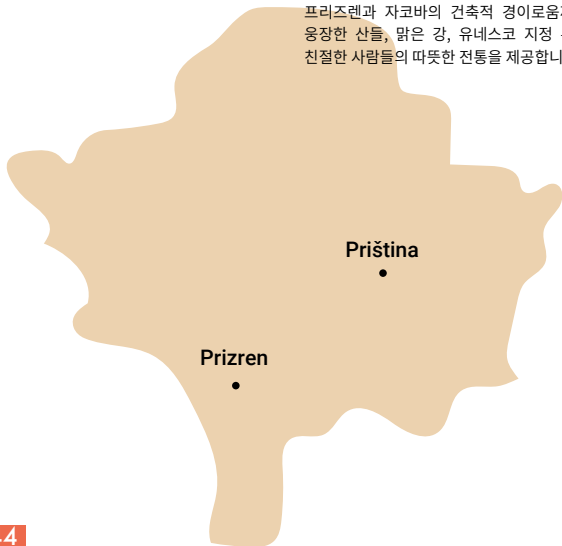 프리즈렌과 자코바의 건축적 경이로움
웅장한 산들, 맑은 강, 유네스코 지정
친절한 사람들의 따뜻한 전통을 제공합니
Priština
Prizren
4